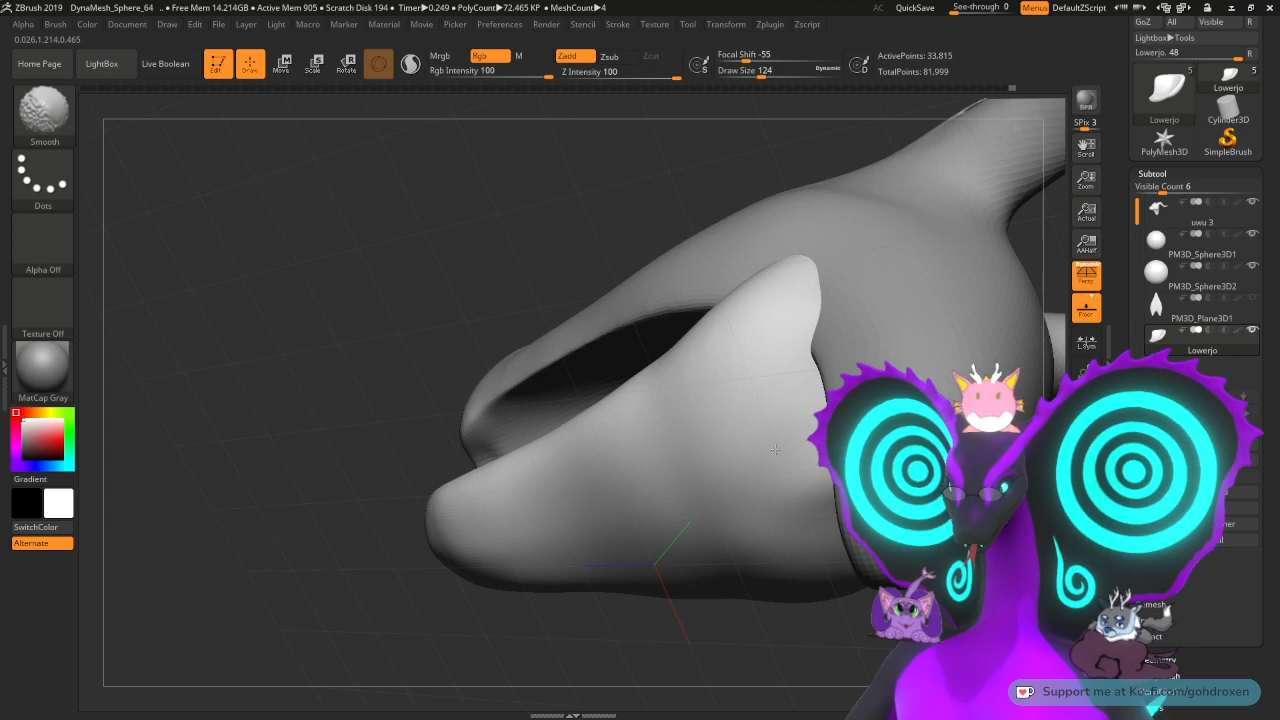 ZBrush 2019 DynaMesh_Sphere_64 .. • Free Mem 14.214GB • Active Mem 905 • Scratch Disk 194 • Timer▶0.249 • PolyCount▶72.465 KP • MeshCount▶4 AC QuickSave See-through 0 Menus DefaultZScript
Alpha Brush Color Document Draw Edit File Layer Light Macro Marker Material Movie Picker Preferences Render Stencil Stroke Texture Tool Transform Zplugin Zscript
0.026,1.214,0.465
GoZ All Visible R
Lightbox▶Tools
Lowerjo. 48 R
Home Page LightBox Live Boolean Edit Draw Move Scale Rotate
Mrgb Rgb M Zadd Zsub Zcut
Rgb Intensity 100 Z Intensity 100
S Focal Shift -55
Draw Size 124 Dynamic
D ActivePoints: 33,815
TotalPoints: 81,999
5 5
Lowerjo
Lowerjo Cylinder3D
PolyMesh3D SimpleBrush
Smooth
Dots
Alpha Off
Texture Off
MatCap Gray
Gradient
SwitchColor
Alternate
BPR
SPix 3
Scroll
Zoom
Actual
AAHalf
Dynamic
Persp
Floor
L.Sym
Subtool
Visible Count 6
uwu 3
PM3D_Sphere3D1
PM3D_Sphere3D2
PM3D_Plane3D1
Lowerjo
Support me at Ko-fi.com/gohdroxen